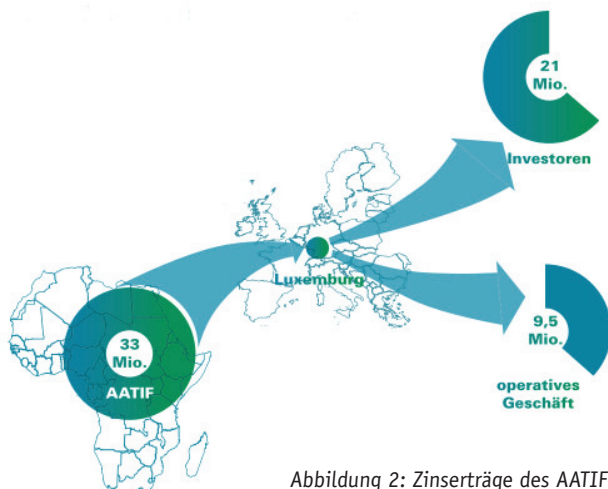 21
Mio.
Investoren
Luxemburg
33
Mio.
AATIF
9,5
Mio.
operatives
Geschäft
Abbildung 2: Zinserträge des AATIF